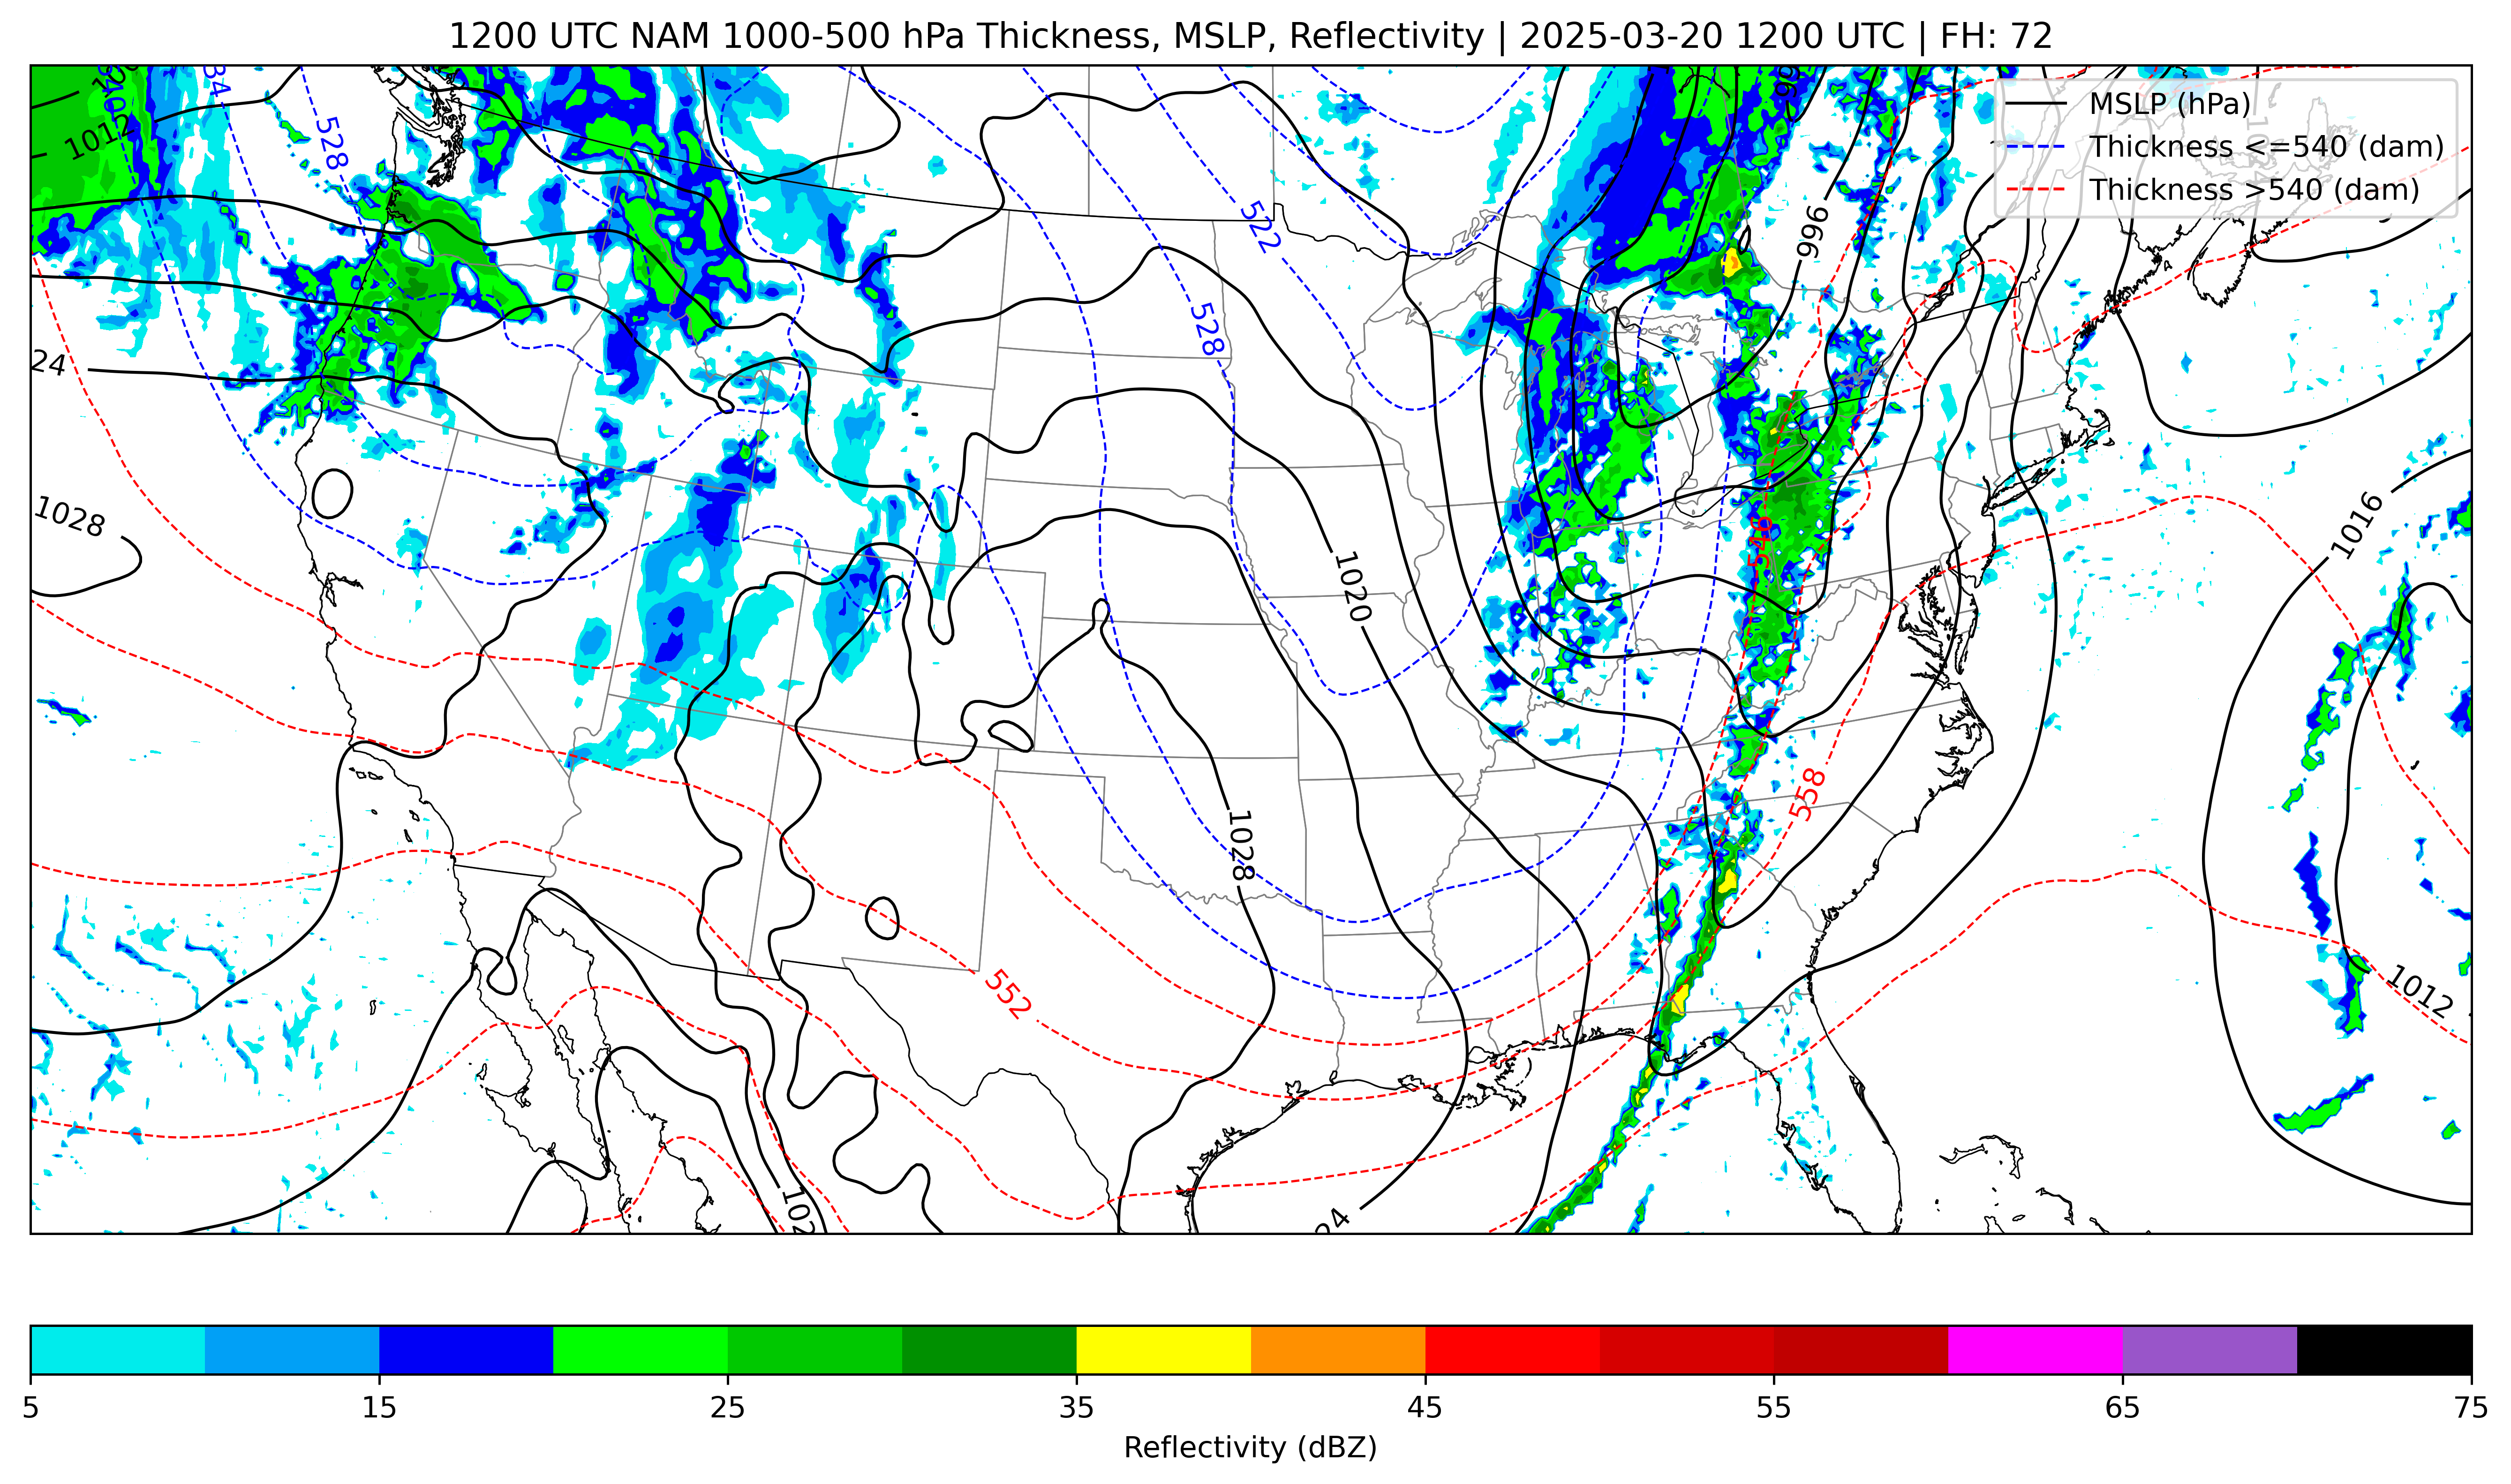 1200 UTC NAM 1000-500 hPa Thickness, MSLP, Reflectivity | 2025-03-20 1200 UTC | FH: 72
MSLP (hPa)
Thickness <=540 (dam)
Thickness >540 (dam)
1012
528
522
996
528
24
1028
1016
1020
558
1028
552
1012
102
24
5 15 25 35 45 55 65 75
Reflectivity (dBZ)